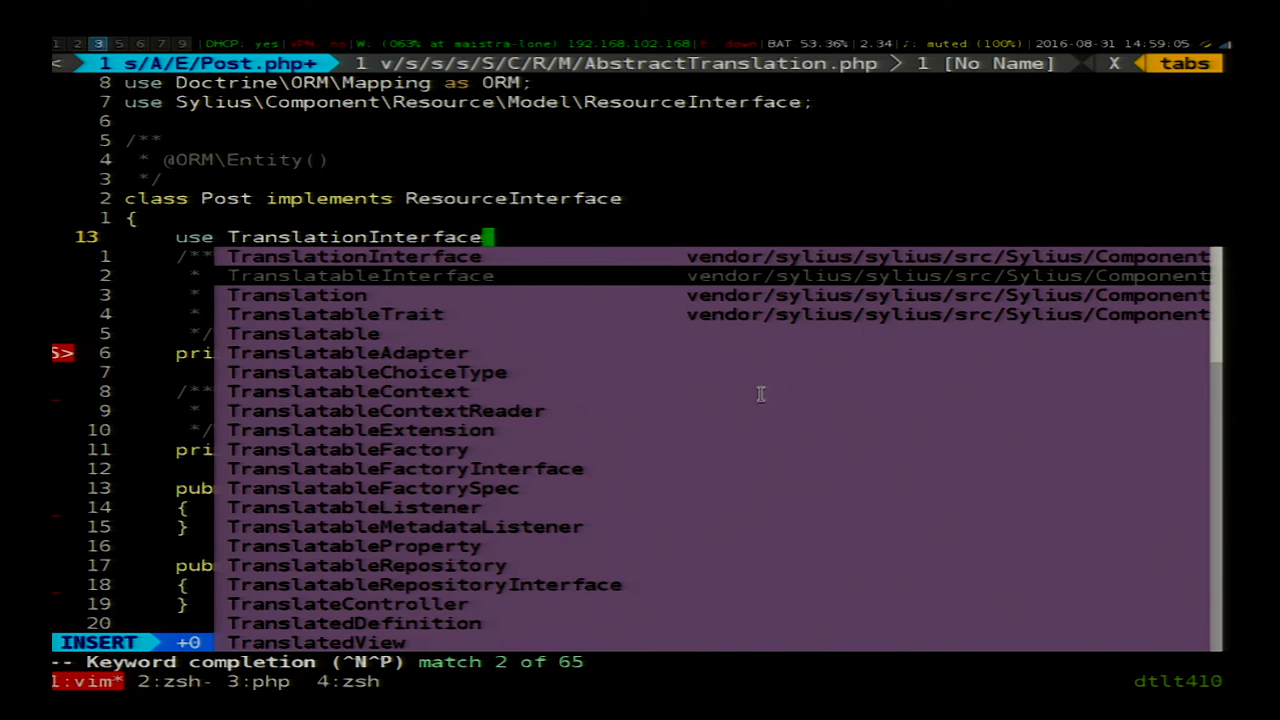 1 2 3 5 6 7 9 DHCP: yes VPN: no W: (063% at maistra-lone) 192.168.102.168 E: down BAT 53.36% 2.34 ♪: muted (100%) 2016-08-31 14:59:05
< 1 s/A/E/Post.php+ 1 v/s/s/s/S/C/R/M/AbstractTranslation.php 1 [No Name] X tabs
8 use Doctrine\ORM\Mapping as ORM;
7 use Sylius\Component\Resource\Model\ResourceInterface;
6
5 /**
4 * @ORM\Entity()
3 */
2 class Post implements ResourceInterface
1 {
13 use TranslationInterface
1 /** TranslationInterface vendor/sylius/sylius/src/Sylius/Component
2 * TranslatableInterface vendor/sylius/sylius/src/Sylius/Component
3 * Translation vendor/sylius/sylius/src/Sylius/Component
4 * TranslatableTrait vendor/sylius/sylius/src/Sylius/Component
5 */ Translatable
S> 6 pri TranslatableAdapter
7 TranslatableChoiceType
8 /** TranslatableContext
9 * TranslatableContextReader
10 */ TranslatableExtension
11 pri TranslatableFactory
12 TranslatableFactoryInterface
13 pub TranslatableFactorySpec
14 { TranslatableListener
15 } TranslatableMetadataListener
16 TranslatableProperty
17 pub TranslatableRepository
18 { TranslatableRepositoryInterface
19 } TranslateController
20 TranslatedDefinition
INSERT +0 TranslatedView
-- Keyword completion (^N^P) match 2 of 65
1:vim* 2:zsh- 3:php 4:zsh dtlt410